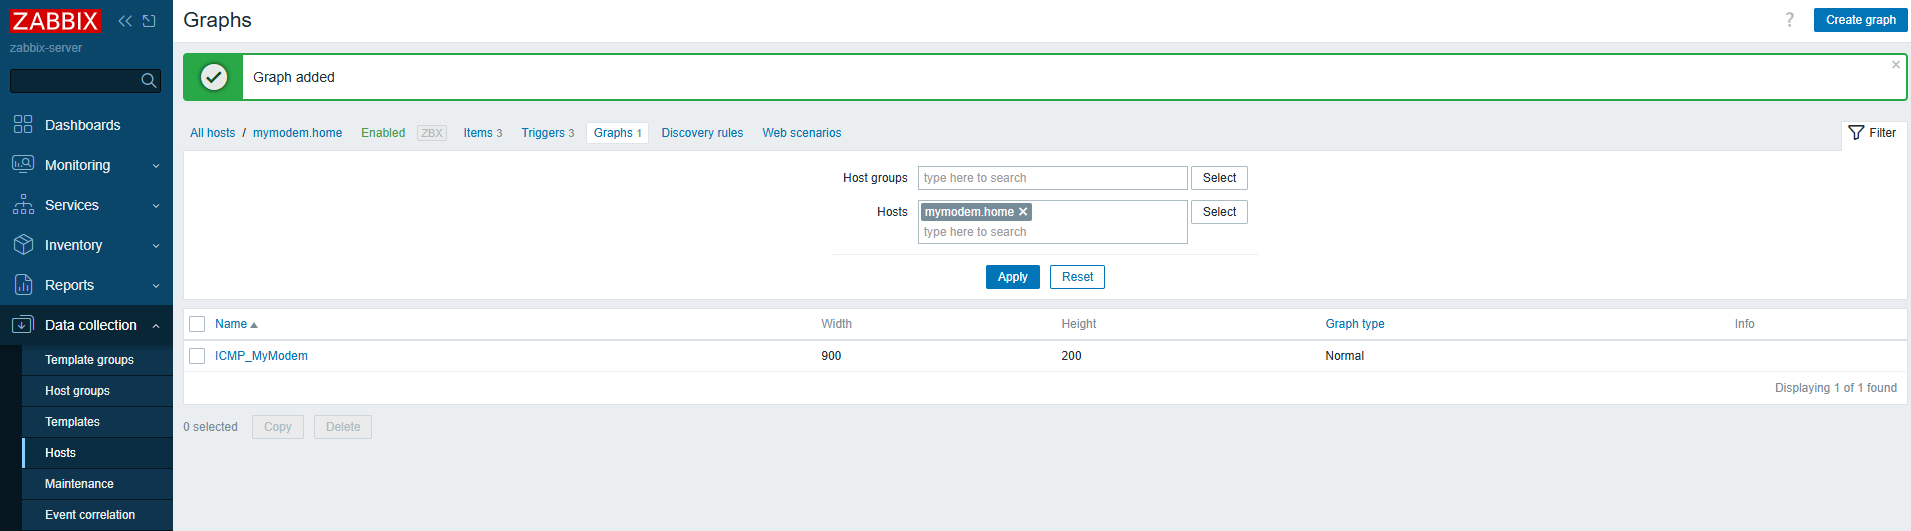 ZABBIX
zabbix-server
Dashboards
Monitoring
Services
Inventory
Reports
Data collection
Template groups
Host groups
Templates
Hosts
Maintenance
Event correlation
Graphs
? Create graph
Graph added
All hosts / mymodem.home Enabled ZBX Items 3 Triggers 3 Graphs 1 Discovery rules Web scenarios Filter
Host groups type here to search Select
Hosts mymodem.home Select
type here to search
Apply Reset
Name Width Height Graph type Info
ICMP_MyModem 900 200 Normal
Displaying 1 of 1 found
0 selected Copy Delete